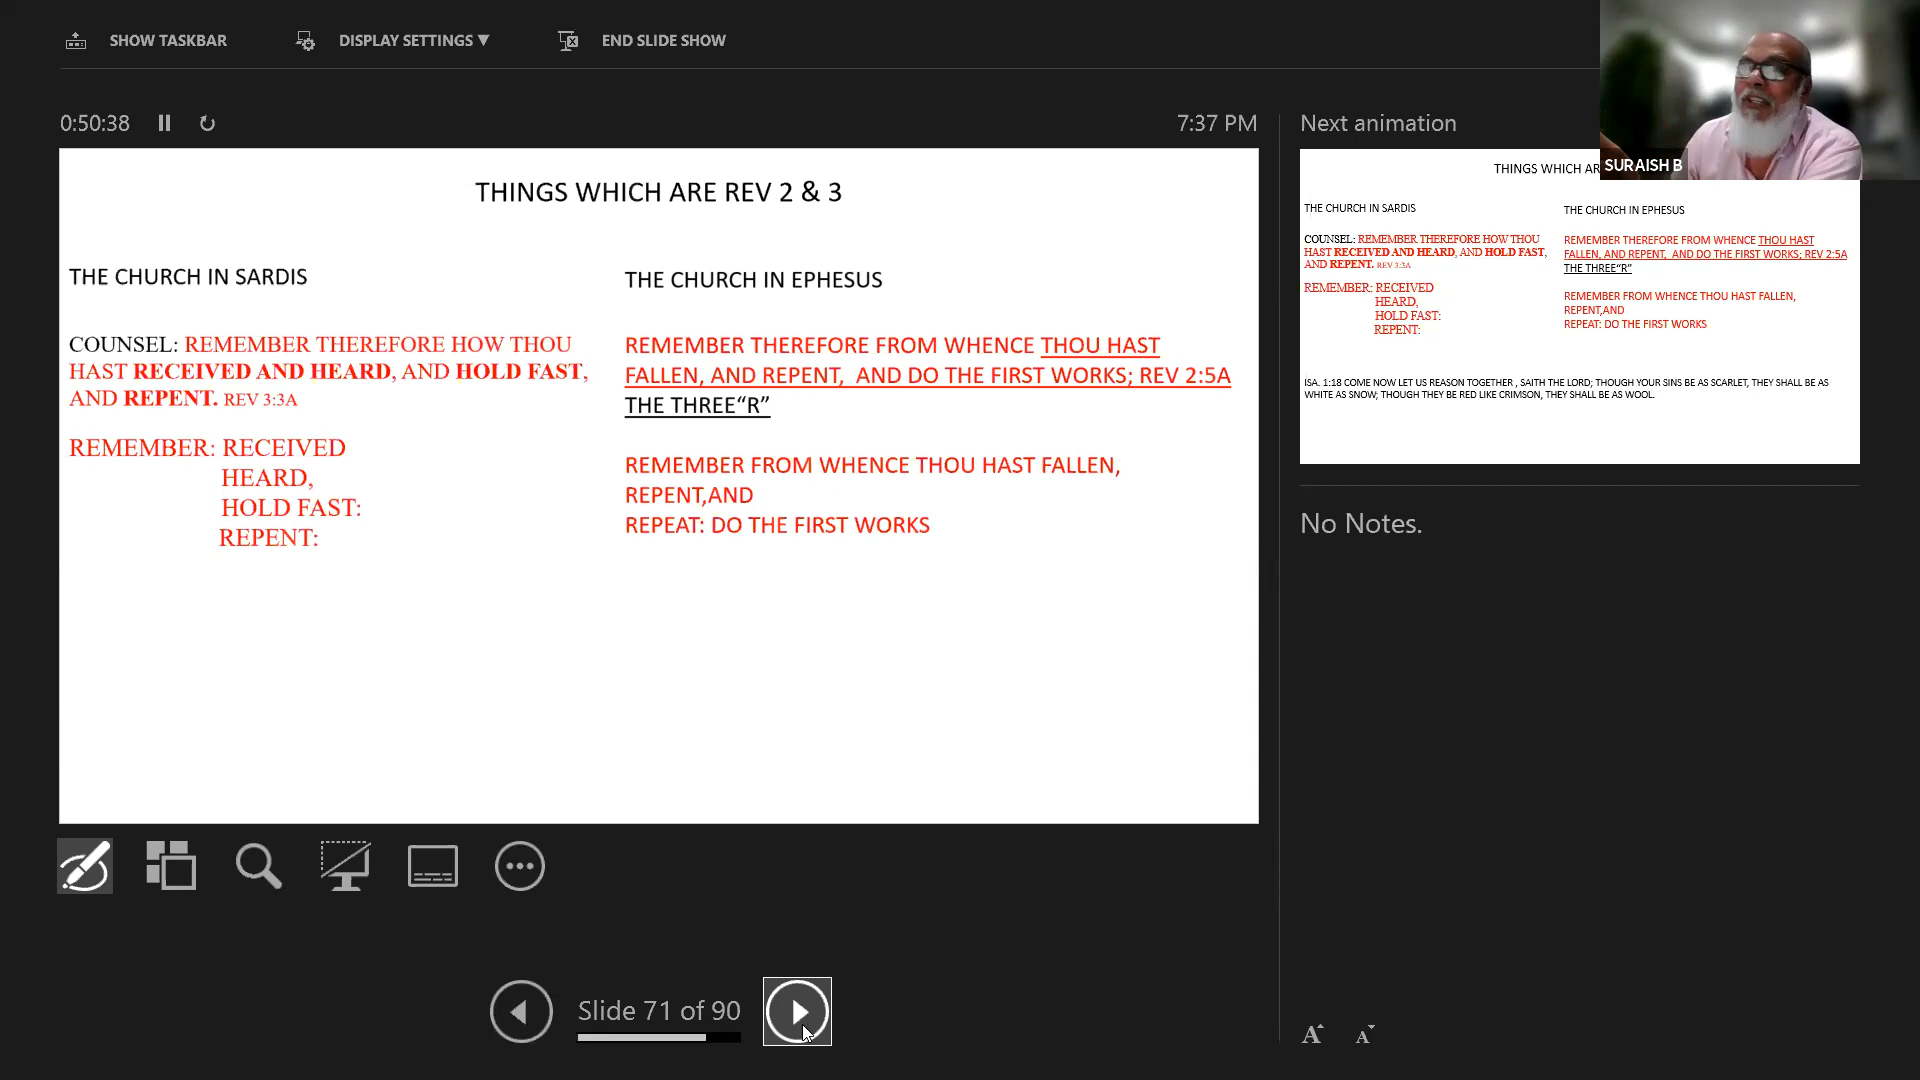 SHOW TASKBAR
DISPLAY SETTINGS ▼
END SLIDE SHOW
0:50:38
7:37 PM
Next animation
SURAISH B
THINGS WHICH ARE REV 2 & 3
THE CHURCH IN SARDIS
COUNSEL: REMEMBER THEREFORE HOW THOU
HAST RECEIVED AND HEARD, AND HOLD FAST,
AND REPENT. REV 3:3A
REMEMBER: RECEIVED
HEARD,
HOLD FAST:
REPENT:
THE CHURCH IN EPHESUS
REMEMBER THEREFORE FROM WHENCE THOU HAST
FALLEN, AND REPENT, AND DO THE FIRST WORKS; REV 2:5A
THE THREE“R”
REMEMBER FROM WHENCE THOU HAST FALLEN,
REPENT,AND
REPEAT: DO THE FIRST WORKS
THINGS WHICH AR
THE CHURCH IN SARDIS
COUNSEL: REMEMBER THEREFORE HOW THOU
HAST RECEIVED AND HEARD, AND HOLD FAST,
AND REPENT. REV 3:3A
REMEMBER: RECEIVED
HEARD,
HOLD FAST:
REPENT:
THE CHURCH IN EPHESUS
REMEMBER THEREFORE FROM WHENCE THOU HAST
FALLEN, AND REPENT, AND DO THE FIRST WORKS; REV 2:5A
THE THREE“R”
REMEMBER FROM WHENCE THOU HAST FALLEN,
REPENT,AND
REPEAT: DO THE FIRST WORKS
ISA. 1:18 COME NOW LET US REASON TOGETHER , SAITH THE LORD; THOUGH YOUR SINS BE AS SCARLET, THEY SHALL BE AS
WHITE AS SNOW; THOUGH THEY BE RED LIKE CRIMSON, THEY SHALL BE AS WOOL.
No Notes.
Slide 71 of 90
A A